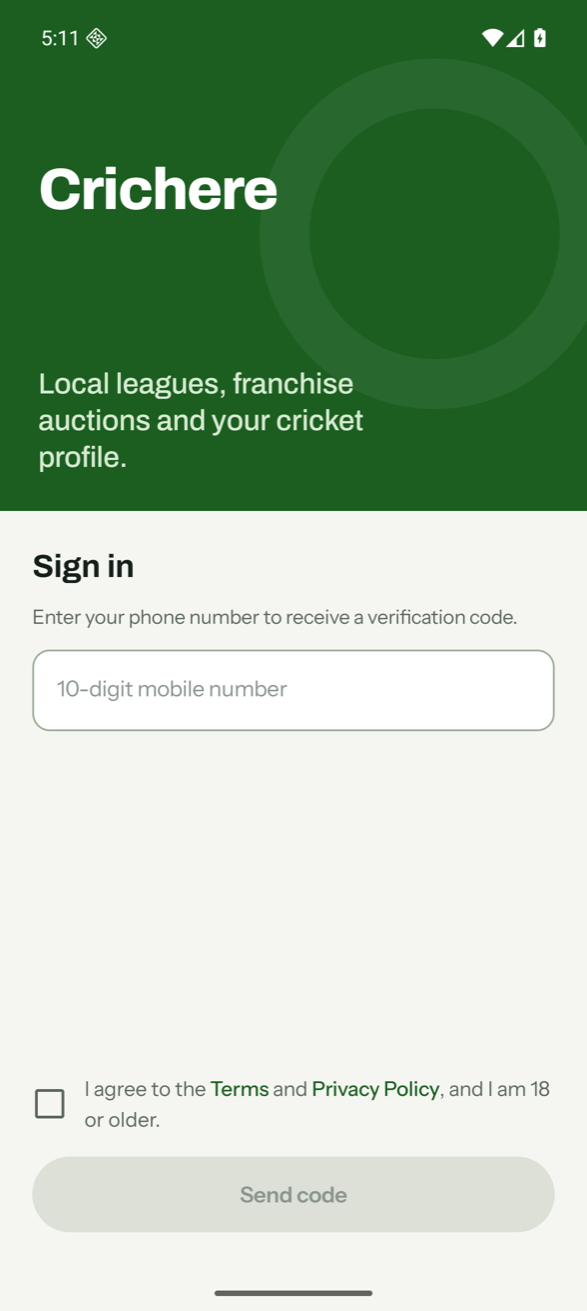 5:11
Crichere
Local leagues, franchise
auctions and your cricket
profile.
Sign in
Enter your phone number to receive a verification code.
10-digit mobile number
I agree to the Terms and Privacy Policy, and I am 18
or older.
Send code